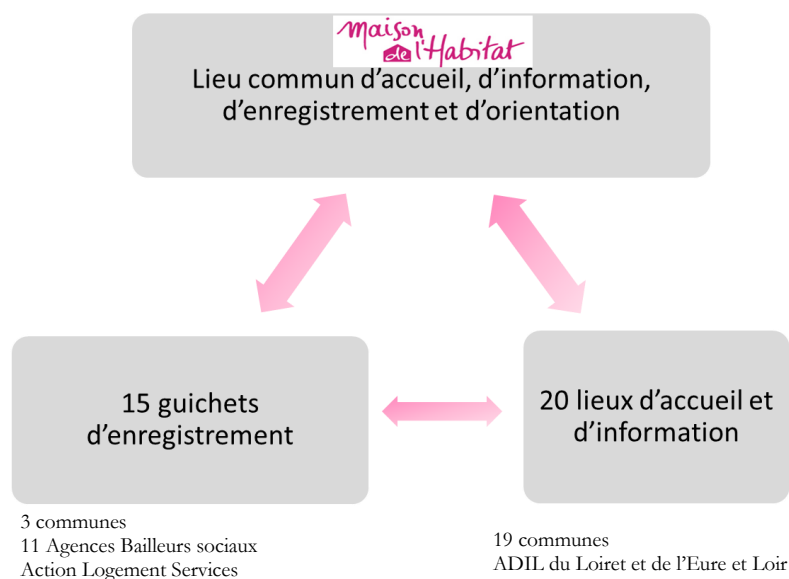 Maison
de l'Habitat
Lieu commun d'accueil, d'information,
d'enregistrement et d'orientation
15 guichets
d'enregistrement
20 lieux d'accueil et
d'information
3 communes
11 Agences Bailleurs sociaux
Action Logement Services
19 communes
ADIL du Loiret et de l'Eure et Loir